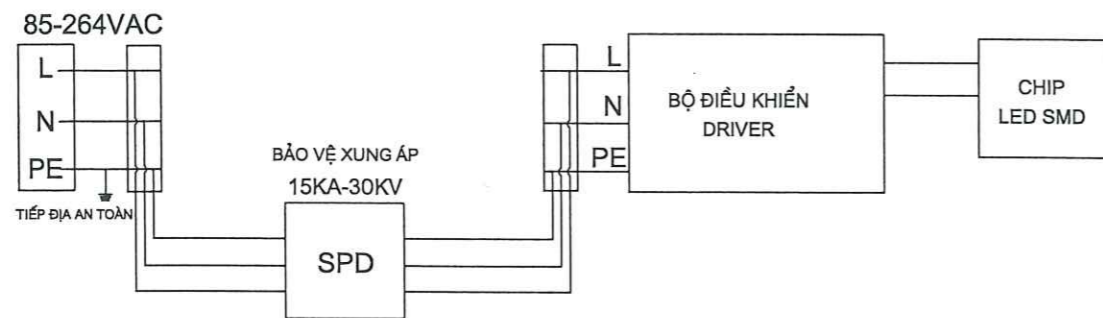 85-264VAC
L
N
PE
TIẾP ĐỊA AN TOÀN
BẢO VỆ XUNG ÁP
15KA-30KV
SPD
L
N
PE
BỘ ĐIỀU KHIỂN
DRIVER
CHIP
LED SMD